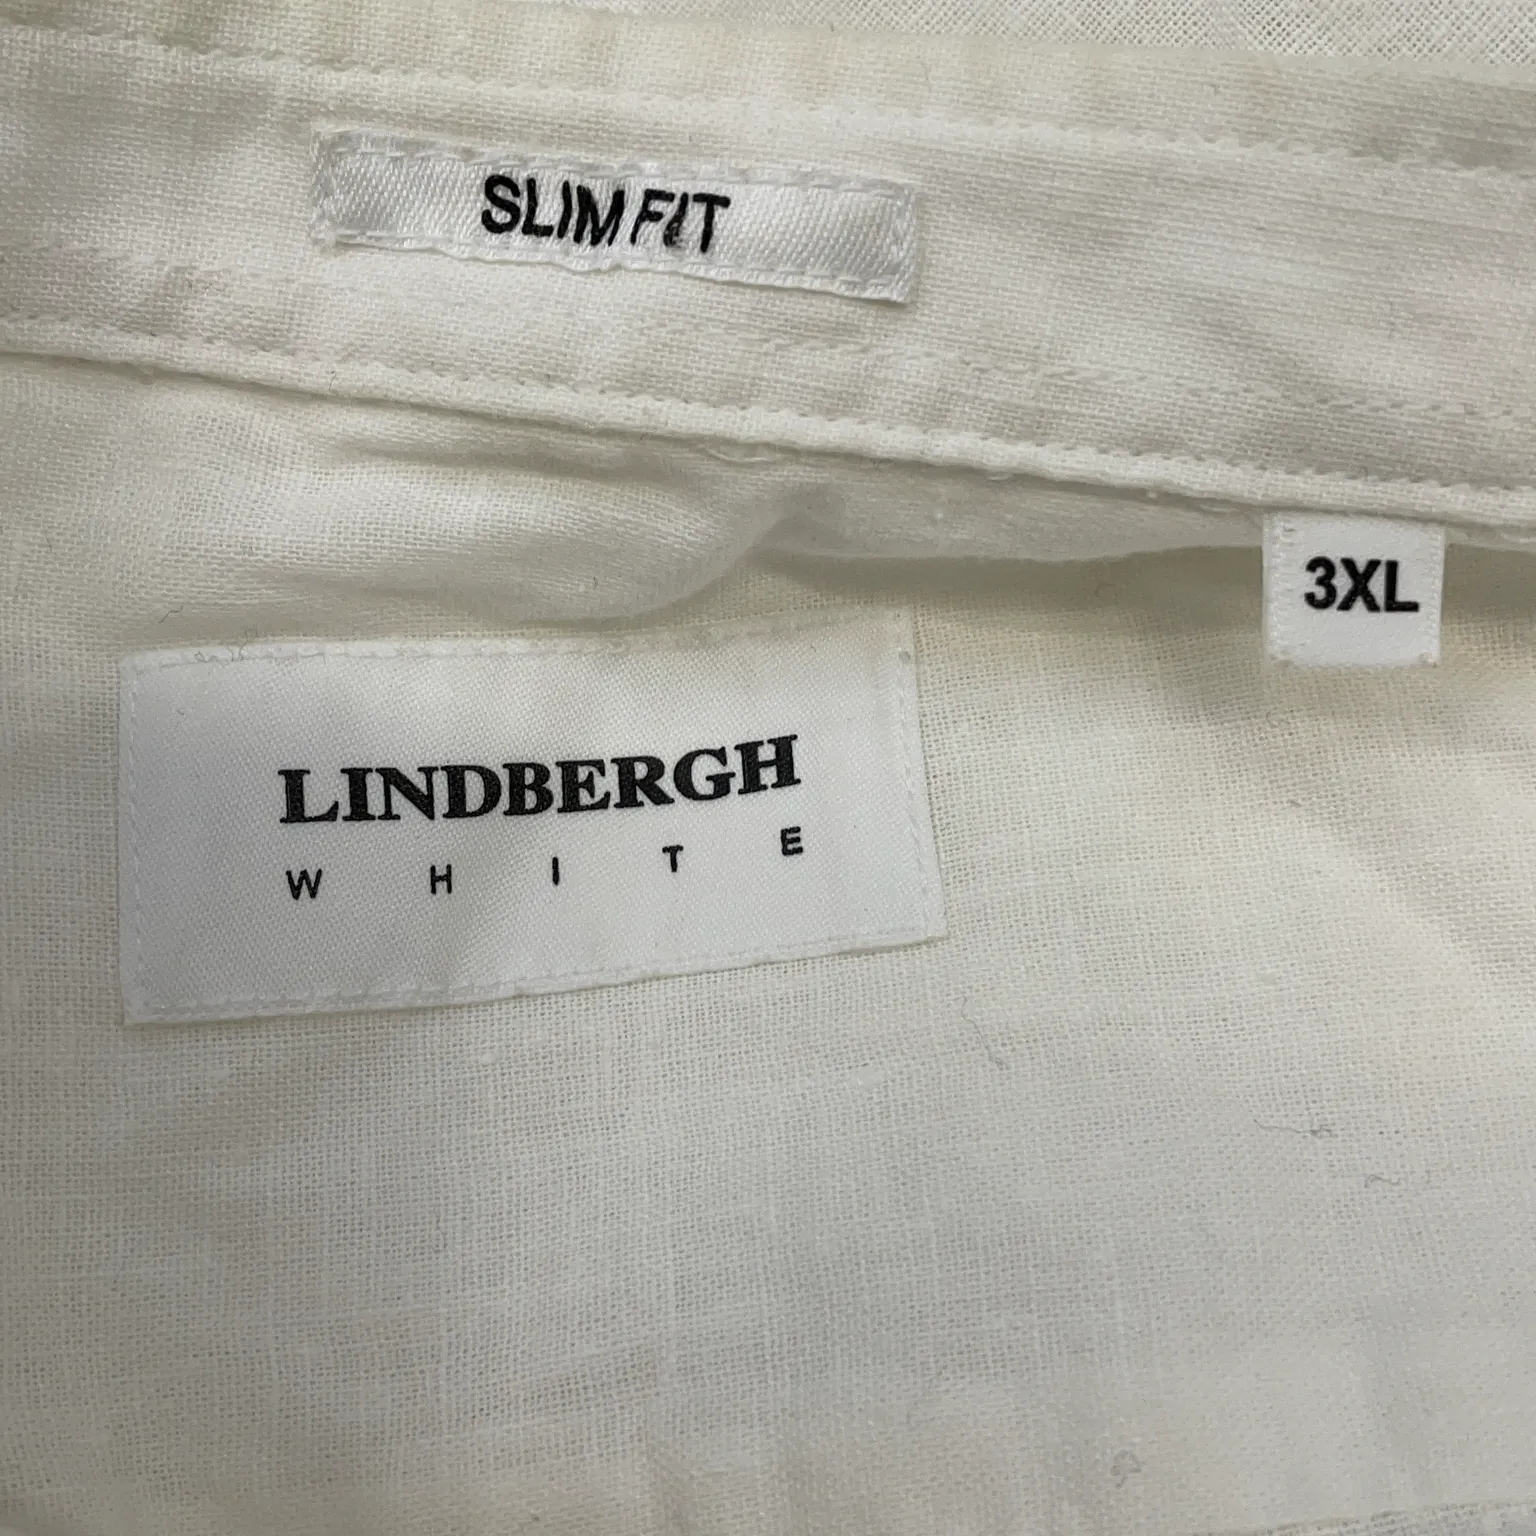 SLIM FIT
3XL
LINDBERGH
WHITE